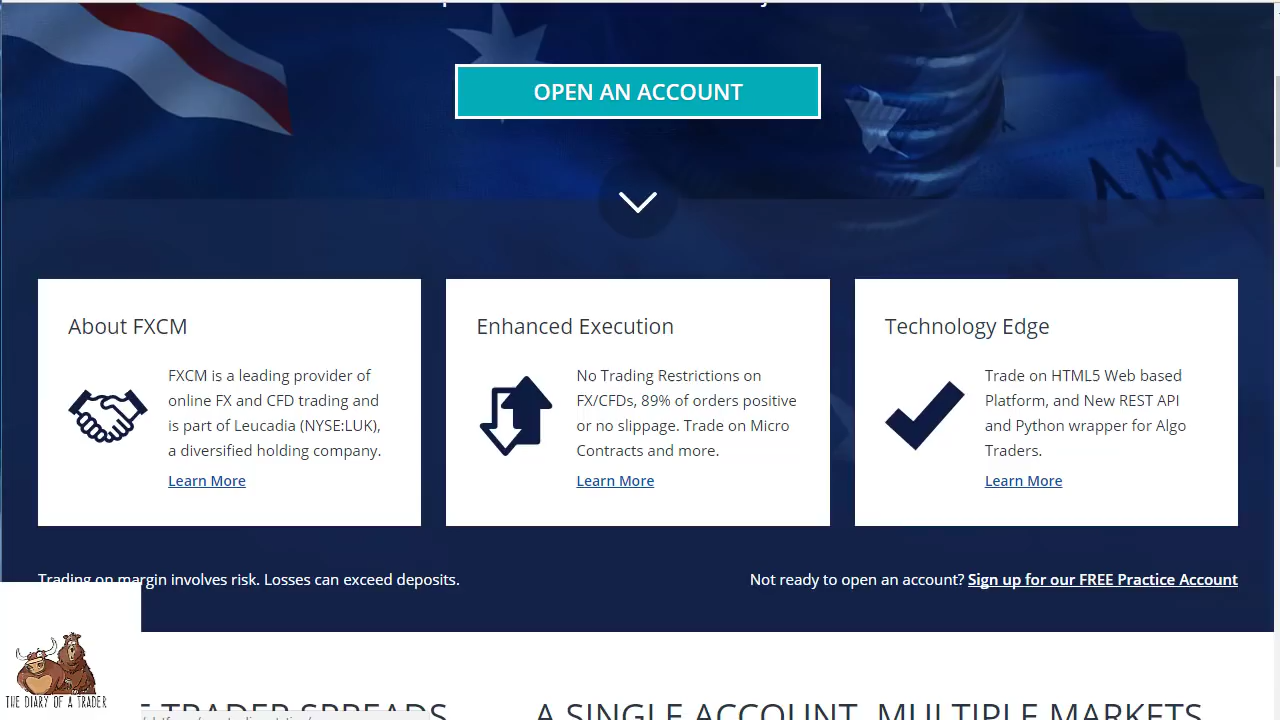 OPEN AN ACCOUNT
AM
About FXCM
FXCM is a leading provider of
online FX and CFD trading and
is part of Leucadia (NYSE:LUK),
a diversified holding company.
Learn More
Enhanced Execution
No Trading Restrictions on
FX/CFDs, 89% of orders positive
or no slippage. Trade on Micro
Contracts and more.
Learn More
Technology Edge
Trade on HTML5 Web based
Platform, and New REST API
and Python wrapper for Algo
Traders.
Learn More
Trading on margin involves risk. Losses can exceed deposits.
Not ready to open an account? Sign up for our FREE Practice Account
THE DIARY OF A TRADER
TRADER SPREADS
A SINGLE ACCOUNT, MULTIPLE MARKETS